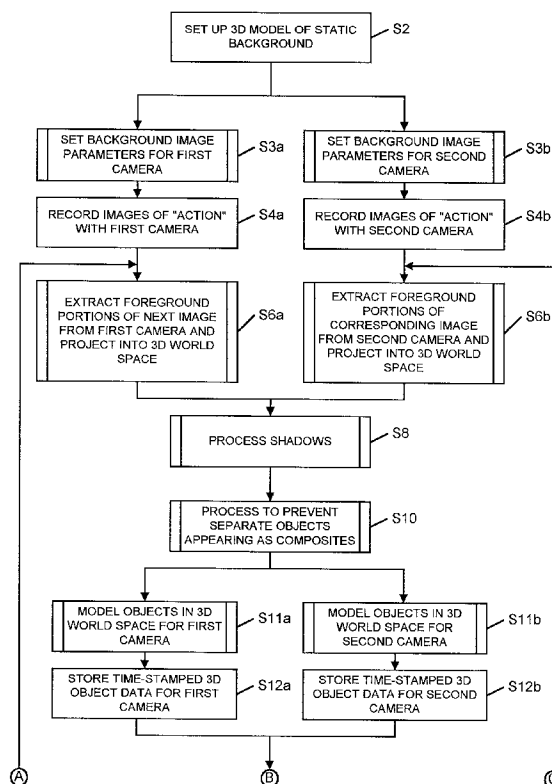 SET UP 3D MODEL OF STATIC
BACKGROUND
S2
SET BACKGROUND IMAGE
PARAMETERS FOR FIRST
CAMERA
S3a
SET BACKGROUND IMAGE
PARAMETERS FOR SECOND
CAMERA
S3b
RECORD IMAGES OF "ACTION"
WITH FIRST CAMERA
S4a
RECORD IMAGES OF "ACTION"
WITH SECOND CAMERA
S4b
EXTRACT FOREGROUND
PORTIONS OF NEXT IMAGE
FROM FIRST CAMERA AND
PROJECT INTO 3D WORLD
SPACE
S6a
EXTRACT FOREGROUND
PORTIONS OF
CORRESPONDING IMAGE
FROM SECOND CAMERA AND
PROJECT INTO 3D WORLD
SPACE
S6b
PROCESS SHADOWS
S8
PROCESS TO PREVENT
SEPARATE OBJECTS
APPEARING AS COMPOSITES
S10
MODEL OBJECTS IN 3D
WORLD SPACE FOR FIRST
CAMERA
S11a
MODEL OBJECTS IN 3D
WORLD SPACE FOR
SECOND CAMERA
S11b
STORE TIME-STAMPED 3D
OBJECT DATA FOR FIRST
CAMERA
S12a
STORE TIME-STAMPED 3D
OBJECT DATA FOR SECOND
CAMERA
S12b
A
B